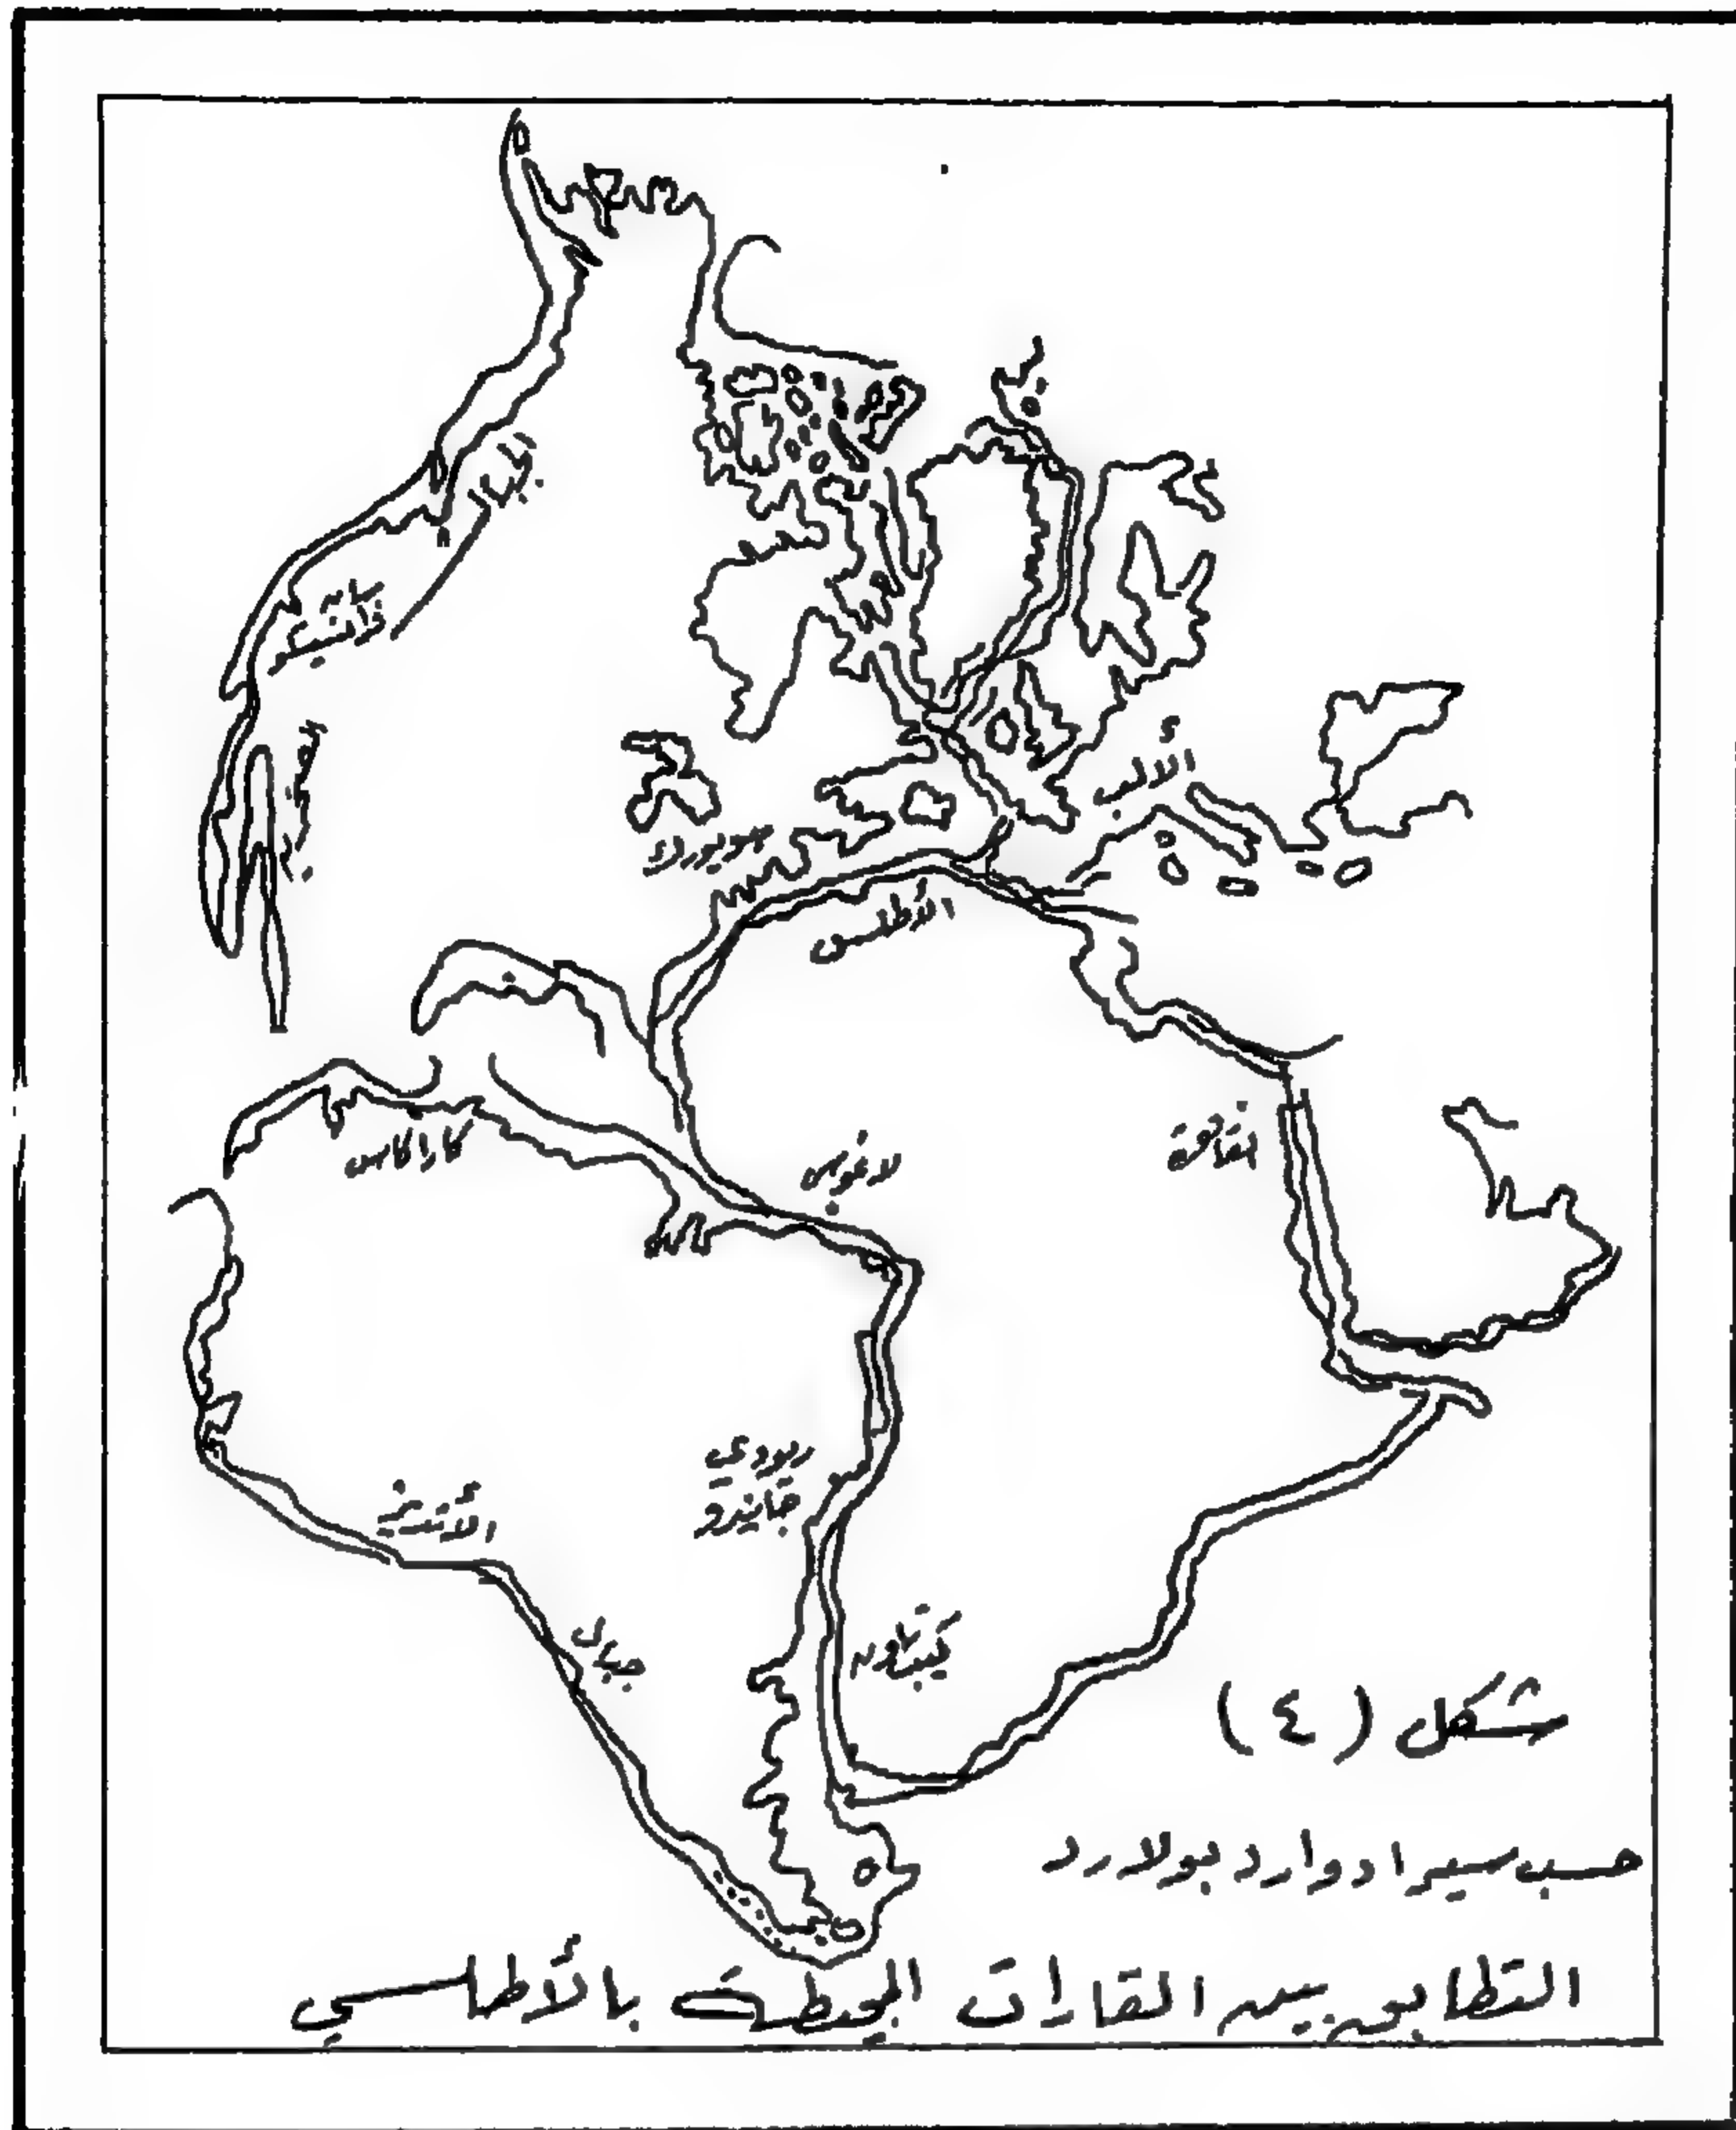 جبال
الألب
نيويورك
الأطلس
كاراكاس
لاغوس
ريودي
جانيرو
الأنديز
جبال
كيبتاون
شكل (٤)
حسب سير ادوارد بولارد
التطابق بين القارات المحيطة بالأطلسي